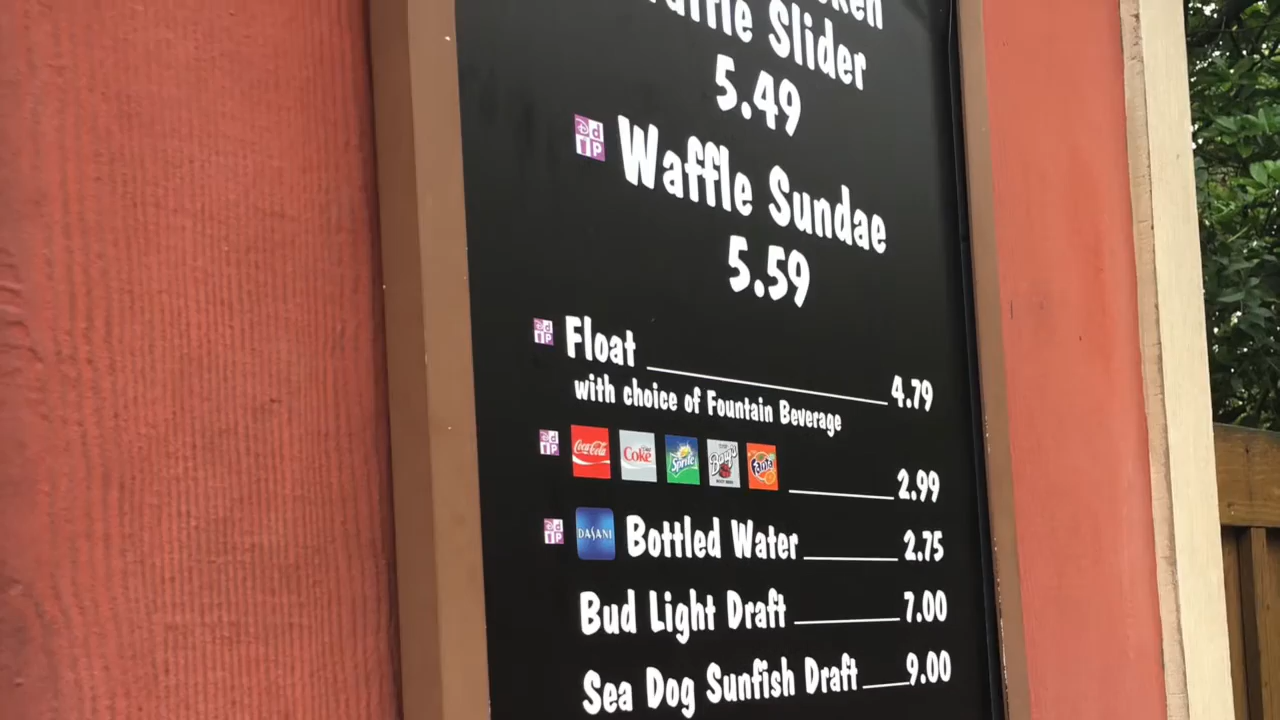 Slider
5.49
Waffle Sundae
5.59
Float 4.79
with choice of Fountain Beverage
Coca-Cola Coke Sprite Barq's Fanta 2.99
DASANI Bottled Water 2.75
Bud Light Draft 7.00
Sea Dog Sunfish Draft 9.00